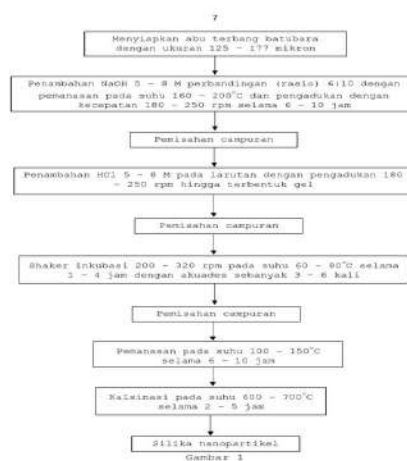 7
Menyiapkan abu terbang batubara
dengan ukuran 125 - 177 mikron
Penambahan NaOH 5 - 8 M perbandingan (rasio) 6:10 dengan
pemanasan pada suhu 160 - 200°C dan pengadukan dengan
kecepatan 180 - 250 rpm selama 6 - 10 jam
Pemisahan campuran
Penambahan HCl 5 - 8 M pada larutan dengan pengadukan 180
- 250 rpm hingga terbentuk gel
Pemisahan campuran
Shaker inkubasi 200 - 320 rpm pada suhu 60 - 80°C selama
1 - 4 jam dengan akuades sebanyak 3 - 6 kali
Pemisahan campuran
Pemanasan pada suhu 100 - 150°C
selama 6 - 10 jam
Kalsinasi pada suhu 600 - 700°C
selama 2 - 5 jam
Silika nanopartikel
Gambar 1